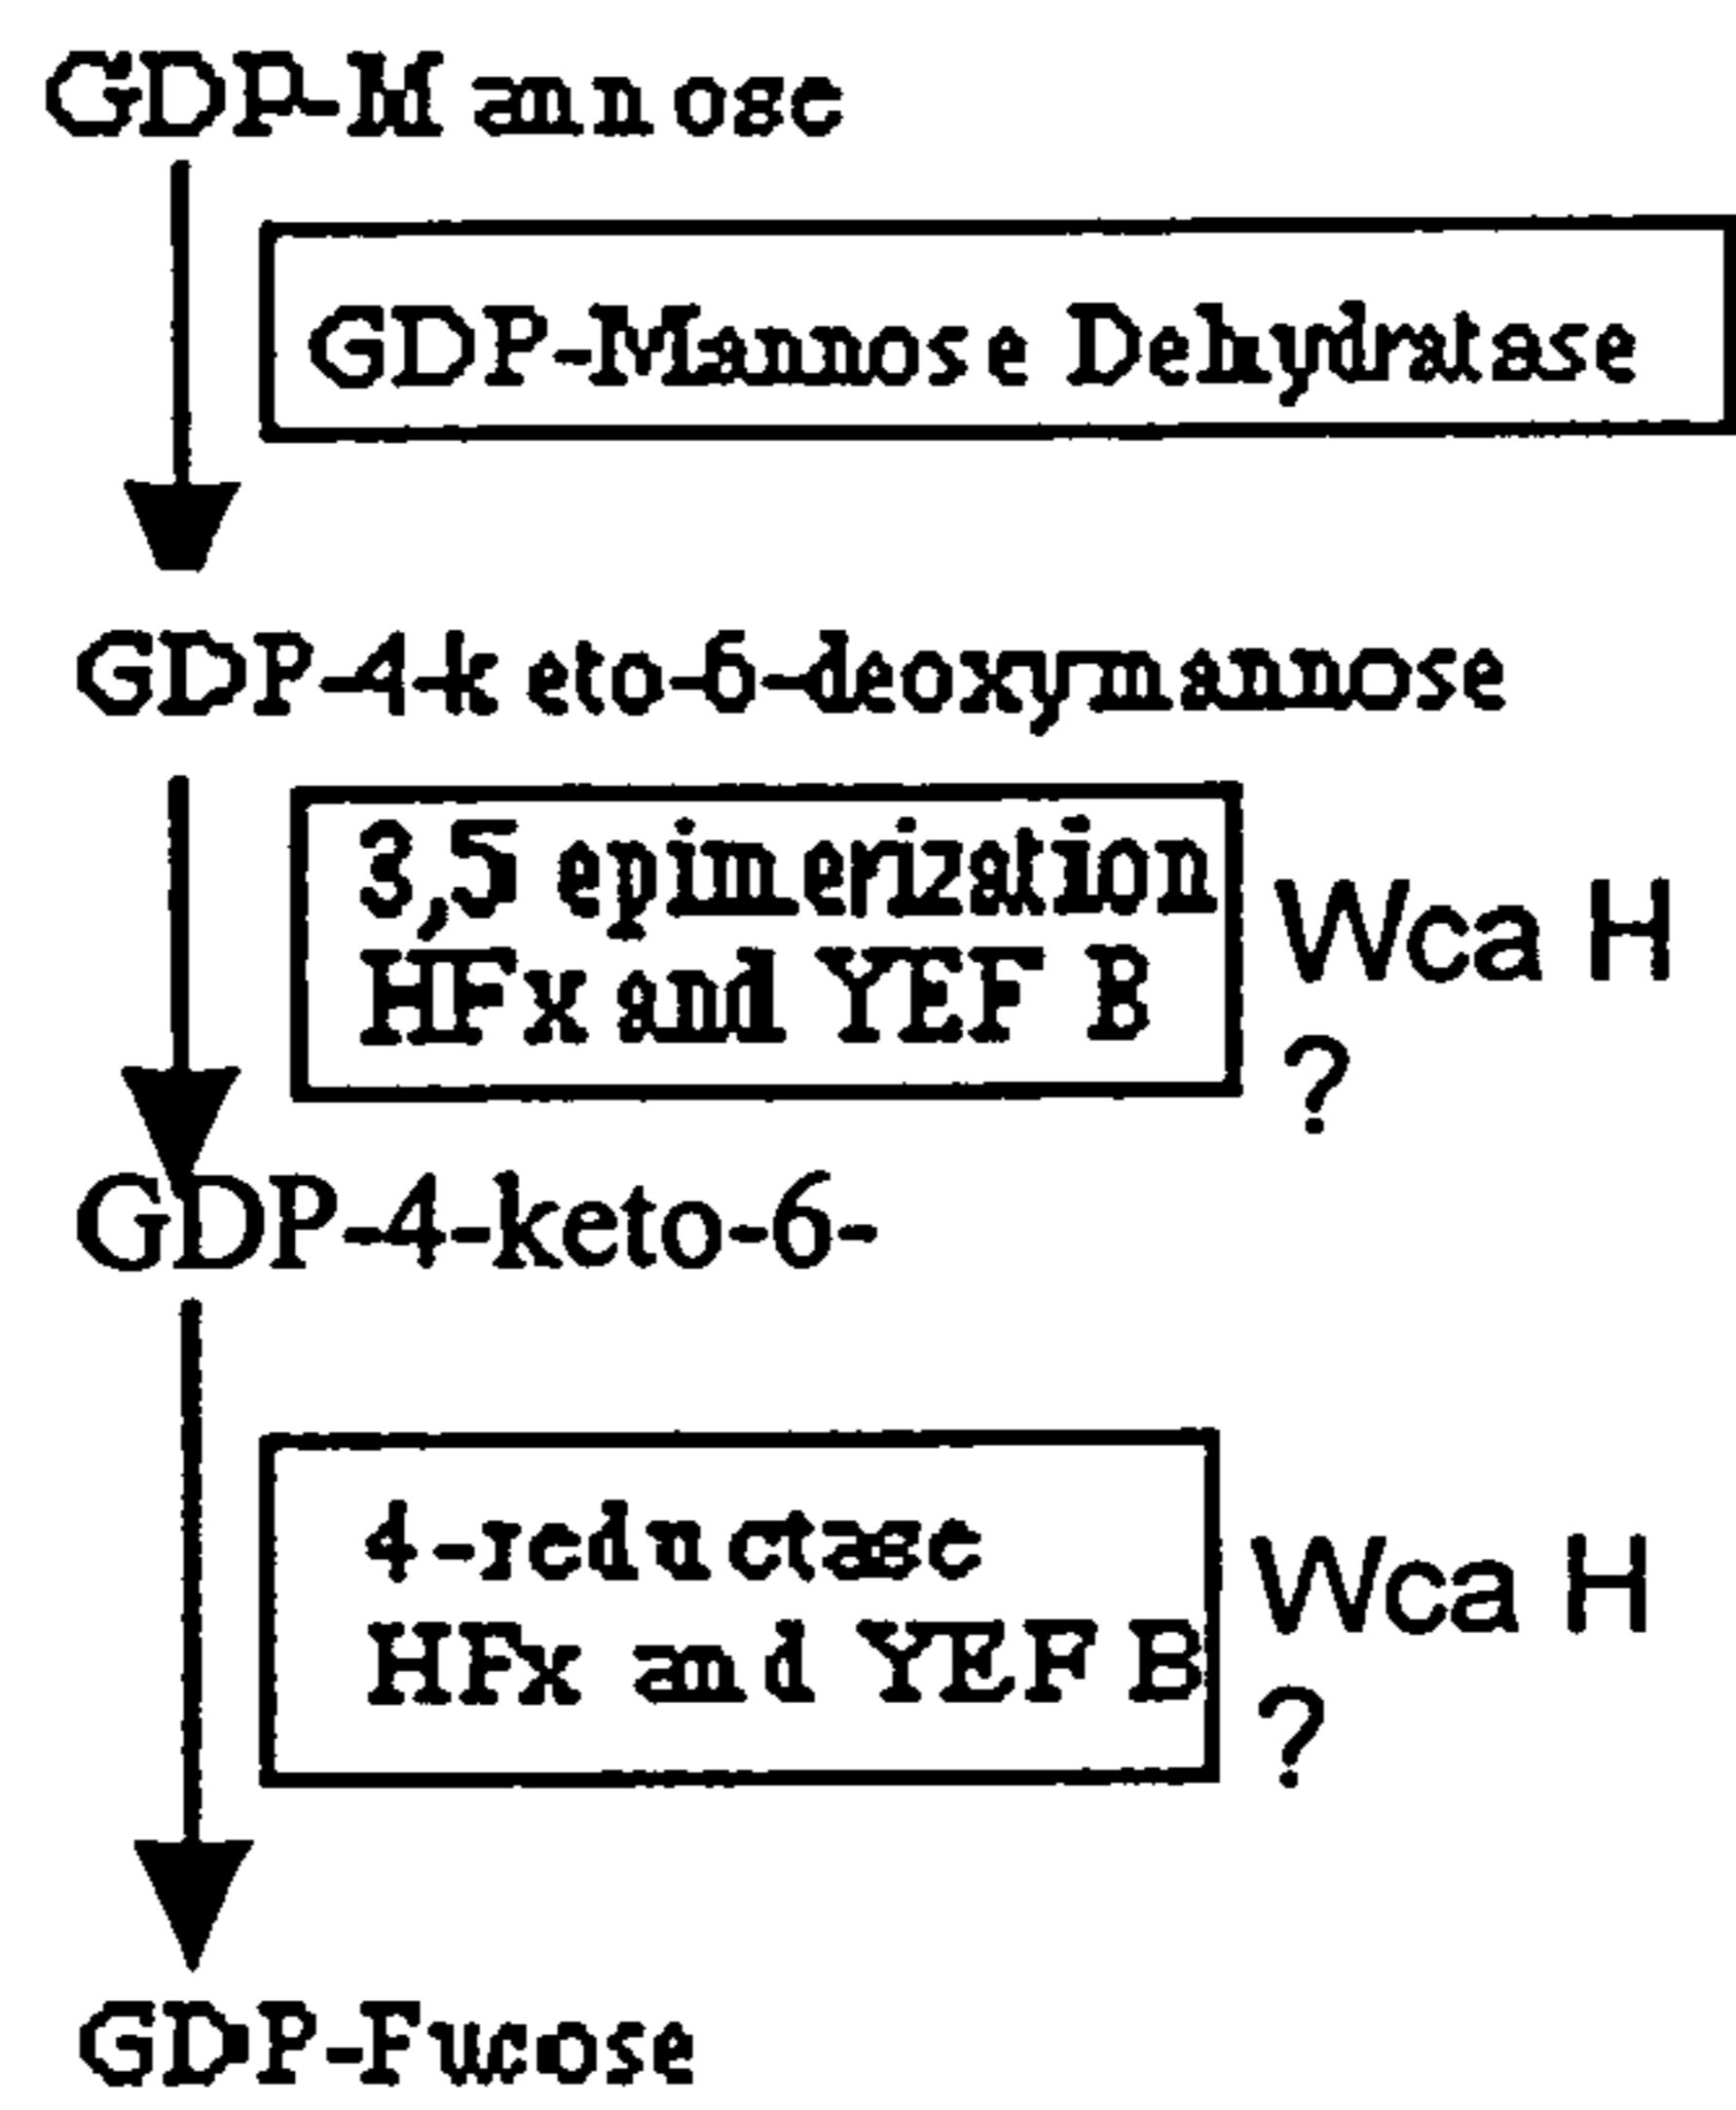 GDP-Mannose
GDP-Mannose Dehydratase
GDP-4-keto-6-deoxymannose
3,5 epimerization
HFx and YEF B
Wca H
?
GDP-4-keto-6-
4-reductase
HFx and YEF B
Wca H
?
GDP-Fucose